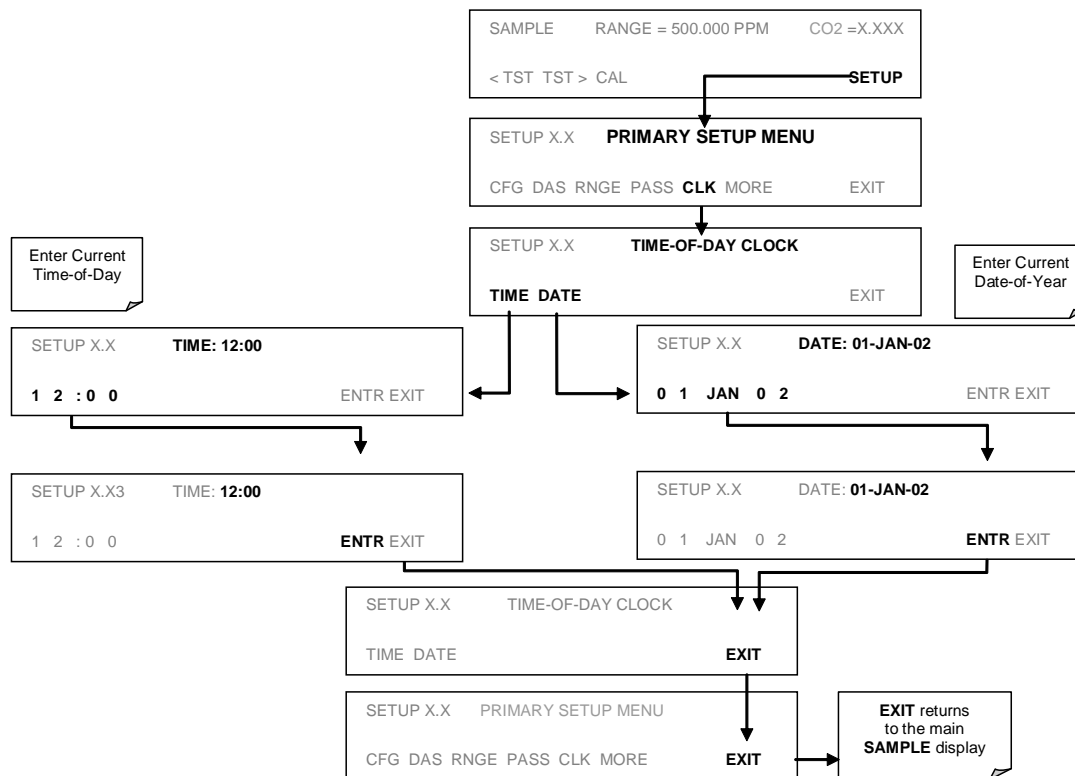 SAMPLE RANGE = 500.000 PPM CO2 =X.XXX
< TST TST > CAL SETUP
SETUP X.X PRIMARY SETUP MENU
CFG DAS RNGE PASS CLK MORE EXIT
SETUP X.X TIME-OF-DAY CLOCK
TIME DATE EXIT
Enter Current
Time-of-Day
Enter Current
Date-of-Year
SETUP X.X TIME: 12:00
1 2 : 0 0 ENTR EXIT
SETUP X.X DATE: 01-JAN-02
0 1 JAN 0 2 ENTR EXIT
SETUP X.X3 TIME: 12:00
1 2 : 0 0 ENTR EXIT
SETUP X.X DATE: 01-JAN-02
0 1 JAN 0 2 ENTR EXIT
SETUP X.X TIME-OF-DAY CLOCK
TIME DATE EXIT
SETUP X.X PRIMARY SETUP MENU
CFG DAS RNGE PASS CLK MORE EXIT
EXIT returns
to the main
SAMPLE display